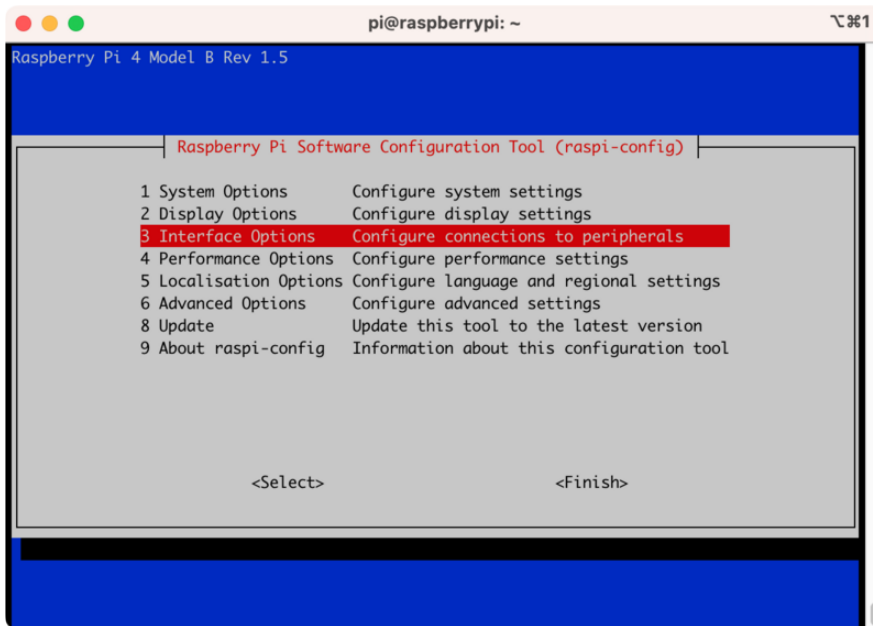 pi@raspberrypi: ~
⌥⌘1
Raspberry Pi 4 Model B Rev 1.5
Raspberry Pi Software Configuration Tool (raspi-config)
1 System Options Configure system settings
2 Display Options Configure display settings
3 Interface Options Configure connections to peripherals
4 Performance Options Configure performance settings
5 Localisation Options Configure language and regional settings
6 Advanced Options Configure advanced settings
8 Update Update this tool to the latest version
9 About raspi-config Information about this configuration tool
<Select> <Finish>